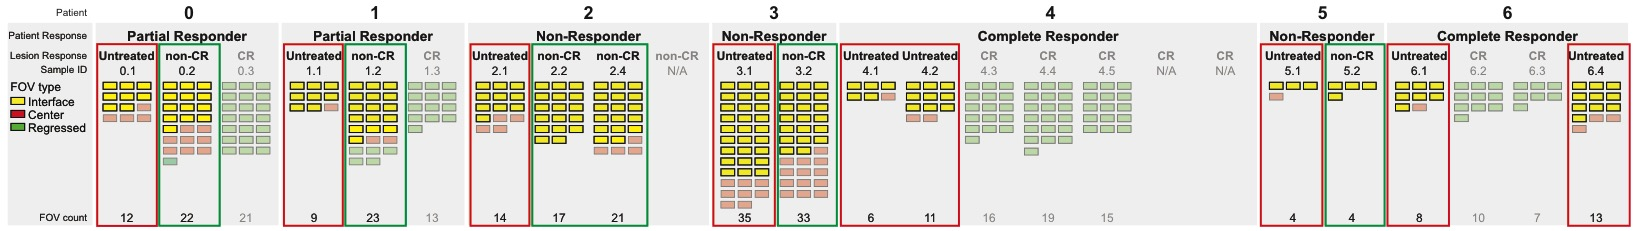 Patient 0 1 2 3 4 5 6
Patient Response Partial Responder Partial Responder Non-Responder Non-Responder Complete Responder Non-Responder Complete Responder
Lesion Response Untreated non-CR CR Untreated non-CR CR Untreated non-CR non-CR non-CR Untreated non-CR Untreated Untreated CR CR CR CR CR Untreated non-CR Untreated CR CR Untreated
Sample ID 0.1 0.2 0.3 1.1 1.2 1.3 2.1 2.2 2.4 N/A 3.1 3.2 4.1 4.2 4.3 4.4 4.5 N/A N/A 5.1 5.2 6.1 6.2 6.3 6.4
FOV type
Interface
Center
Regressed
FOV count 12 22 21 9 23 13 14 17 21 35 33 6 11 16 19 15 4 4 8 10 7 13